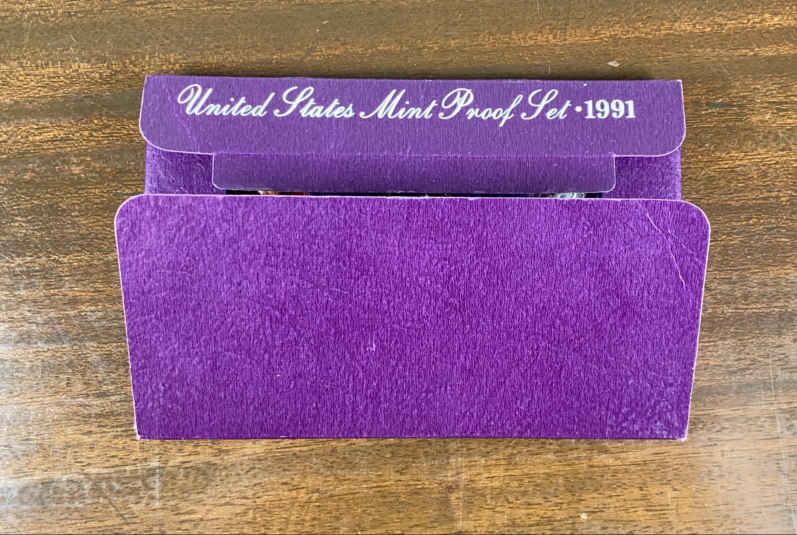 United States Mint Proof Set • 1991